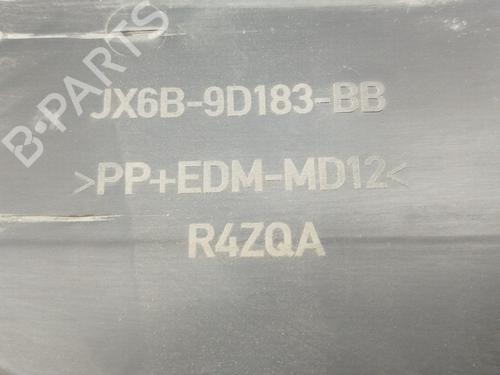 B-PARTS
JX6B-9D183-BB
>PP+EDM-MD12<
R4ZQA